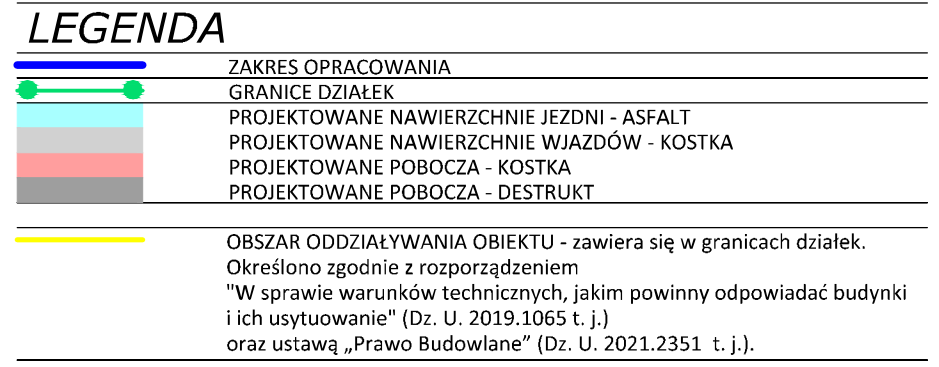 LEGENDA
ZAKRES OPRACOWANIA
GRANICE DZIAŁEK
PROJEKTOWANE NAWIERZCHNIE JEZDNI - ASFALT
PROJEKTOWANE NAWIERZCHNIE WJAZDÓW - KOSTKA
PROJEKTOWANE POBOCZA - KOSTKA
PROJEKTOWANE POBOCZA - DESTRUKT
OBSZAR ODDZIAŁYWANIA OBIEKTU - zawiera się w granicach działek.
Określono zgodnie z rozporządzeniem
"W sprawie warunków technicznych, jakim powinny odpowiadać budynki
i ich usytuowanie" (Dz. U. 2019.1065 t. j.)
oraz ustawą „Prawo Budowlane” (Dz. U. 2021.2351 t. j.).